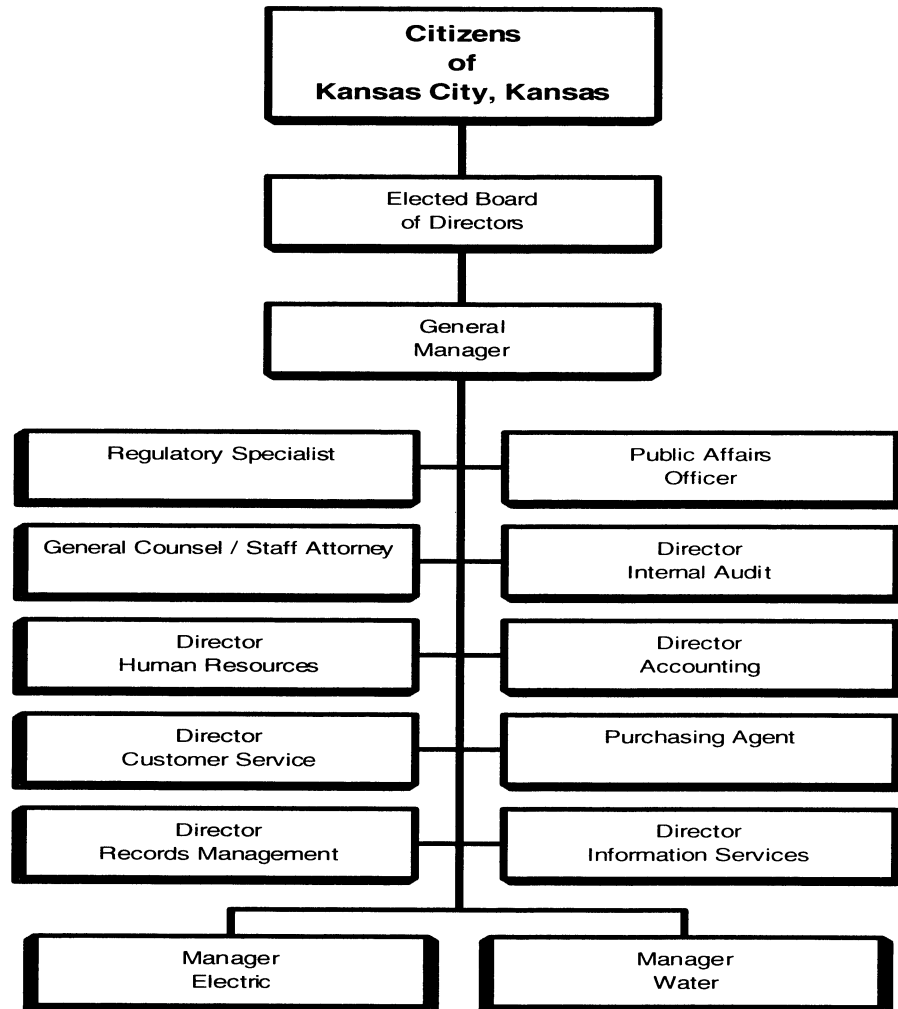 Citizens
of
Kansas City, Kansas
Elected Board
of Directors
General
Manager
Regulatory Specialist
Public Affairs
Officer
General Counsel / Staff Attorney
Director
Internal Audit
Director
Human Resources
Director
Accounting
Director
Customer Service
Purchasing Agent
Director
Records Management
Director
Information Services
Manager
Electric
Manager
Water